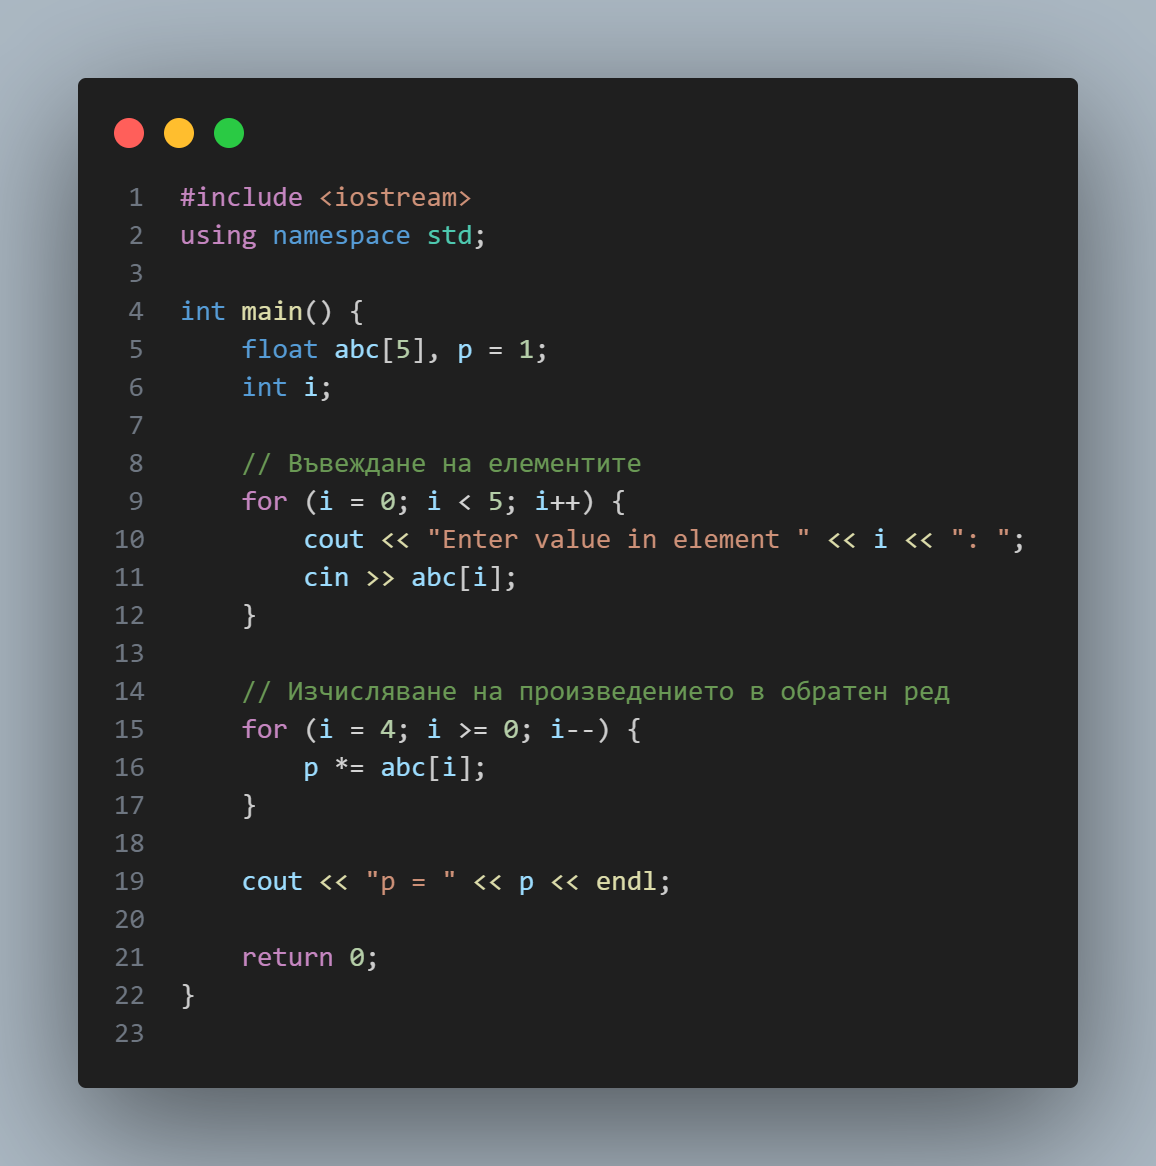 1 #include <iostream>
2 using namespace std;
3
4 int main() {
5     float abc[5], p = 1;
6     int i;
7
8     // Въвеждане на елементите
9     for (i = 0; i < 5; i++) {
10         cout << "Enter value in element " << i << ": ";
11         cin >> abc[i];
12     }
13
14     // Изчисляване на произведението в обратен ред
15     for (i = 4; i >= 0; i--) {
16         p *= abc[i];
17     }
18
19     cout << "p = " << p << endl;
20
21     return 0;
22 }
23